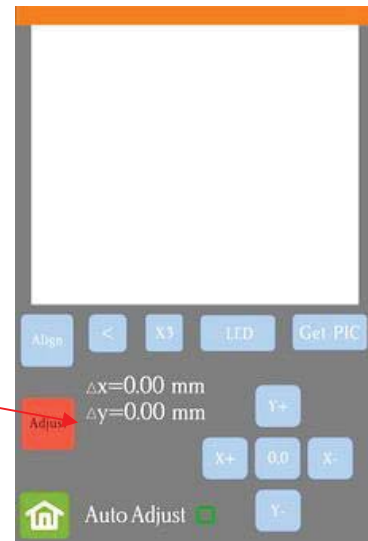 Align < X3 LED Get PIC
△x=0.00 mm
△y=0.00 mm
Adjust
Y+
X+ 0,0 X-
Auto Adjust
Y-